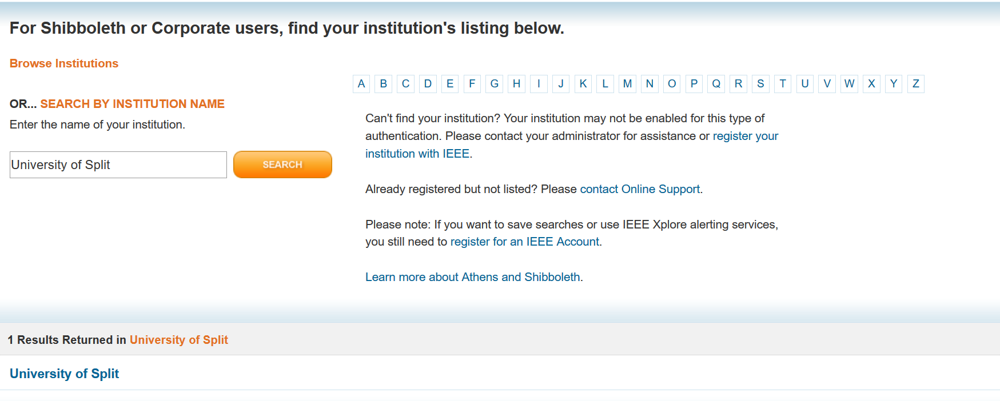 For Shibboleth or Corporate users, find your institution's listing below.
Browse Institutions
A B C D E F G H I J K L M N O P Q R S T U V W X Y Z
OR... SEARCH BY INSTITUTION NAME
Enter the name of your institution.
University of Split
SEARCH
Can't find your institution? Your institution may not be enabled for this type of
authentication. Please contact your administrator for assistance or register your
institution with IEEE.
Already registered but not listed? Please contact Online Support.
Please note: If you want to save searches or use IEEE Xplore alerting services,
you still need to register for an IEEE Account.
Learn more about Athens and Shibboleth.
1 Results Returned in University of Split
University of Split